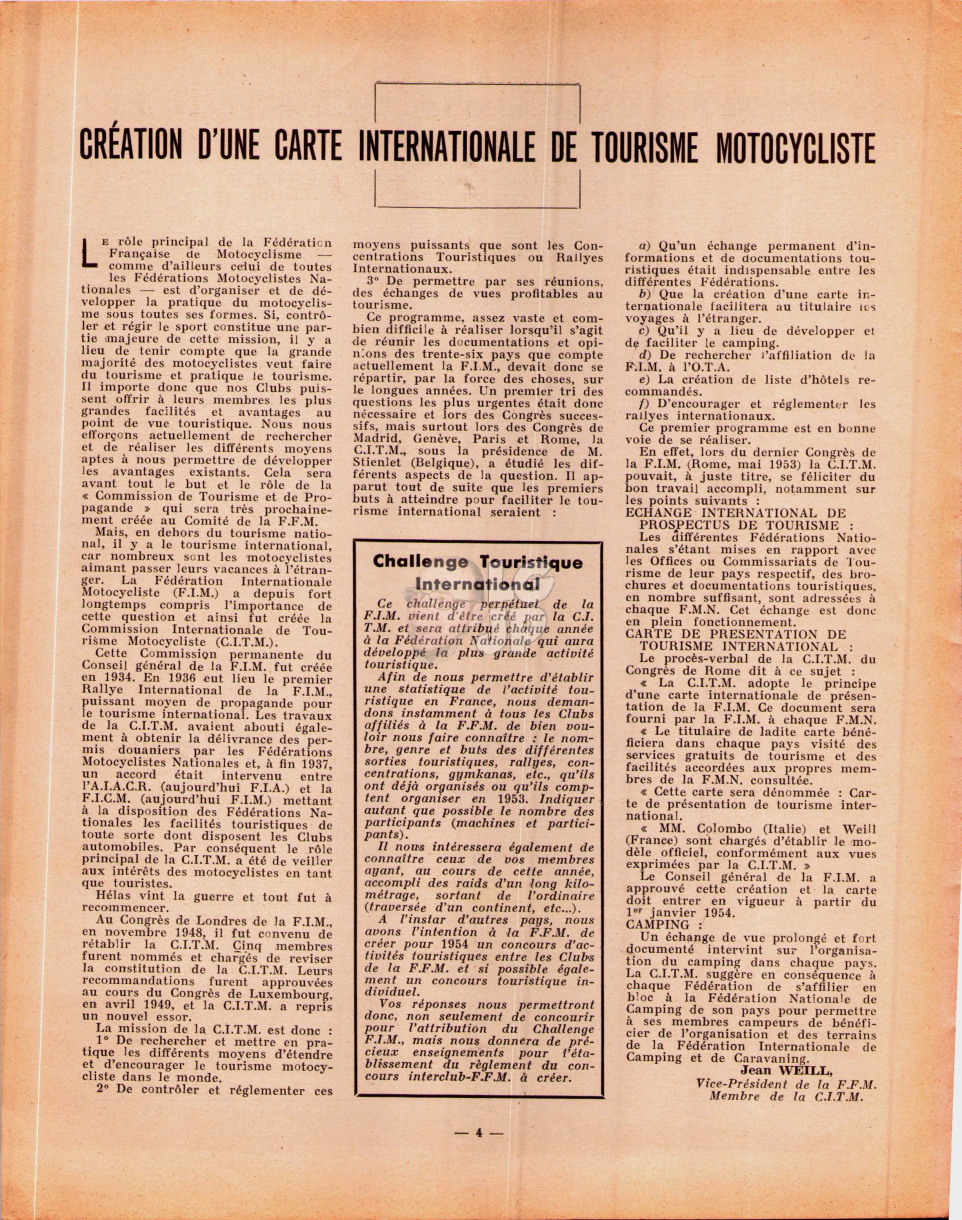 CRÉATION D'UNE CARTE INTERNATIONALE DE TOURISME MOTOCYCLISTE
LE rôle principal de la Fédération
Française de Motocyclisme —
comme d'ailleurs celui de toutes
les Fédérations Motocyclistes Na-
tionales — est d'organiser et de dé-
velopper la pratique du motocyclis-
me sous toutes ses formes. Si, contrô-
ler et régir le sport constitue une par-
tie majeure de cette mission, il y a
lieu de tenir compte que la grande
majorité des motocyclistes veut faire
du tourisme et pratique le tourisme.
Il importe donc que nos Clubs puis-
sent offrir à leurs membres les plus
grandes facilités et avantages au
point de vue touristique. Nous nous
efforçons actuellement de rechercher
et de réaliser les différents moyens
aptes à nous permettre de développer
les avantages existants. Cela sera
avant tout le but et le rôle de la
« Commission de Tourisme et de Pro-
pagande » qui sera très prochaine-
ment créée au Comité de la F.F.M.
Mais, en dehors du tourisme natio-
nal, il y a le tourisme international,
car nombreux sont les motocyclistes
aimant passer leurs vacances à l'étran-
ger. La Fédération Internationale
Motocycliste (F.I.M.) a depuis fort
longtemps compris l'importance de
cette question et ainsi fut créée la
Commission Internationale de Tou-
risme Motocycliste (C.I.T.M.).
Cette Commission permanente du
Conseil général de la F.I.M. fut créée
en 1934. En 1936 eut lieu le premier
Rallye International de la F.I.M.,
puissant moyen de propagande pour
le tourisme international. Les travaux
de la C.I.T.M. avaient abouti égale-
ment à obtenir la délivrance des per-
mis douaniers par les Fédérations
Motocyclistes Nationales et, à fin 1937,
un accord était intervenu entre
l'A.I.A.C.R. (aujourd'hui F.I.A.) et la
F.I.C.M. (aujourd'hui F.I.M.) mettant
à la disposition des Fédérations Na-
tionales les facilités touristiques de
toute sorte dont disposent les Clubs
automobiles. Par conséquent le rôle
principal de la C.I.T.M. a été de veiller
aux intérêts des motocyclistes en tant
que touristes.
Hélas vint la guerre et tout fut à
recommencer.
Au Congrès de Londres de la F.I.M.,
en novembre 1948, il fut convenu de
rétablir la C.I.T.M. Cinq membres
furent nommés et chargés de reviser
la constitution de la C.I.T.M. Leurs
recommandations furent approuvées
au cours du Congrès de Luxembourg,
en avril 1949, et la C.I.T.M. a repris
un nouvel essor.
La mission de la C.I.T.M. est donc :
1° De rechercher et mettre en pra-
tique les différents moyens d'étendre
et d'encourager le tourisme motocy-
cliste dans le monde.
2° De contrôler et réglementer ces
moyens puissants que sont les Con-
centrations Touristiques ou Rallyes
Internationaux.
3° De permettre par ses réunions,
des échanges de vues profitables au
tourisme.
Ce programme, assez vaste et com-
bien difficile à réaliser lorsqu'il s'agit
de réunir les documentations et opi-
nions des trente-six pays que compte
actuellement la F.I.M., devait donc se
répartir, par la force des choses, sur
le longues années. Un premier tri des
questions les plus urgentes était donc
nécessaire et lors des Congrès succes-
sifs, mais surtout lors des Congrès de
Madrid, Genève, Paris et Rome, la
C.I.T.M., sous la présidence de M.
Stienlet (Belgique), a étudié les dif-
férents aspects de la question. Il ap-
parut tout de suite que les premiers
buts à atteindre pour faciliter le tou-
risme international seraient :
Challenge Touristique
International
Ce challenge perpétuel de la
F.I.M. vient d'être créé par la C.I.
T.M. et sera attribué chaque année
à la Fédération Nationale qui aura
développé la plus grande activité
touristique.
Afin de nous permettre d'établir
une statistique de l'activité tou-
ristique en France, nous deman-
dons instamment à tous les Clubs
affiliés à la F.F.M. de bien vou-
loir nous faire connaître : le nom-
bre, genre et buts des différentes
sorties touristiques, rallyes, con-
centrations, gymkanas, etc., qu'ils
ont déjà organisés ou qu'ils comp-
tent organiser en 1953. Indiquer
autant que possible le nombre des
participants (machines et partici-
pants).
Il nous intéressera également de
connaître ceux de vos membres
ayant, au cours de cette année,
accompli des raids d'un long kilo-
métrage, sortant de l'ordinaire
(traversée d'un continent, etc...).
A l'instar d'autres pays, nous
avons l'intention à la F.F.M. de
créer pour 1954 un concours d'ac-
tivités touristiques entre les Clubs
de la F.F.M. et si possible égale-
ment un concours touristique in-
dividuel.
Vos réponses nous permettront
donc, non seulement de concourir
pour l'attribution du Challenge
F.I.M., mais nous donnera de pré-
cieux enseignements pour l'éta-
blissement du règlement du con-
cours interclub-F.F.M. à créer.
a) Qu'un échange permanent d'in-
formations et de documentations tou-
ristiques était indispensable entre les
différentes Fédérations.
b) Que la création d'une carte in-
ternationale facilitera au titulaire les
voyages à l'étranger.
c) Qu'il y a lieu de développer et
de faciliter le camping.
d) De rechercher l'affiliation de la
F.I.M. à l'O.T.A.
e) La création de liste d'hôtels re-
commandés.
f) D'encourager et réglementer les
rallyes internationaux.
Ce premier programme est en bonne
voie de se réaliser.
En effet, lors du dernier Congrès de
la F.I.M. (Rome, mai 1953) la C.I.T.M.
pouvait, à juste titre, se féliciter du
bon travail accompli, notamment sur
les points suivants :
ECHANGE INTERNATIONAL DE
PROSPECTUS DE TOURISME :
Les différentes Fédérations Natio-
nales s'étant mises en rapport avec
les Offices ou Commissariats de Tou-
risme de leur pays respectif, des bro-
chures et documentations touristiques,
en nombre suffisant, sont adressées à
chaque F.M.N. Cet échange est donc
en plein fonctionnement.
CARTE DE PRESENTATION DE
TOURISME INTERNATIONAL :
Le procès-verbal de la C.I.T.M. du
Congrès de Rome dit à ce sujet :
« La C.I.T.M. adopte le principe
d'une carte internationale de présen-
tation de la F.I.M. Ce document sera
fourni par la F.I.M. à chaque F.M.N.
« Le titulaire de ladite carte béné-
ficiera dans chaque pays visité des
services gratuits de tourisme et des
facilités accordées aux propres mem-
bres de la F.M.N. consultée.
« Cette carte sera dénommée : Car-
te de présentation de tourisme inter-
national.
« MM. Colombo (Italie) et Weill
(France) sont chargés d'établir le mo-
dèle officiel, conformément aux vues
exprimées par la C.I.T.M. »
Le Conseil général de la F.I.M. a
approuvé cette création et la carte
doit entrer en vigueur à partir du
1er janvier 1954.
CAMPING :
Un échange de vue prolongé et fort
documenté intervint sur l'organisa-
tion du camping dans chaque pays.
La C.I.T.M. suggère en conséquence à
chaque Fédération de s'affilier en
bloc à la Fédération Nationale de
Camping de son pays pour permettre
à ses membres campeurs de bénéfi-
cier de l'organisation et des terrains
de la Fédération Internationale de
Camping et de Caravaning.
Jean WEILL,
Vice-Président de la F.F.M.
Membre de la C.I.T.M.
— 4 —